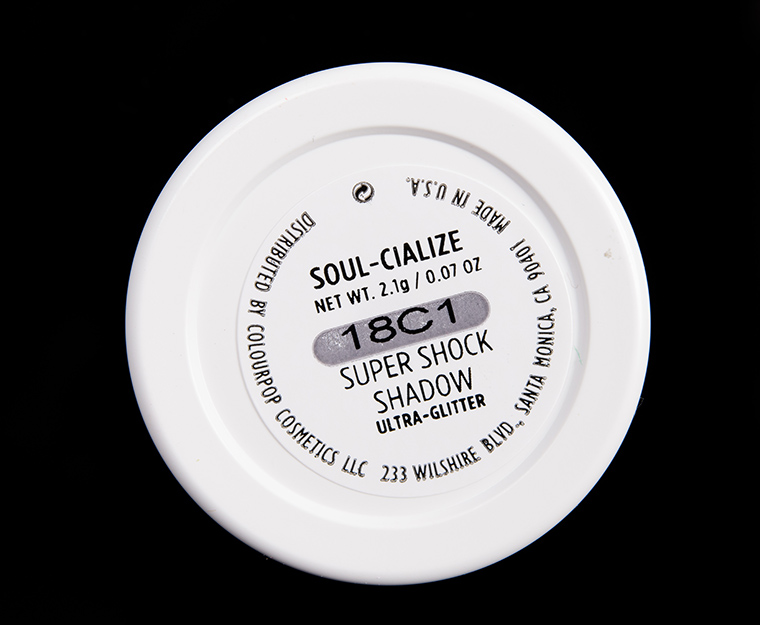 SOUL-CIALIZE
NET WT. 2.1g / 0.07 OZ
18C1
SUPER SHOCK
SHADOW
ULTRA-GLITTER
DISTRIBUTED BY COLOURPOP COSMETICS LLC 233 WILSHIRE BLVD., SANTA MONICA, CA 90401 MADE IN U.S.A.